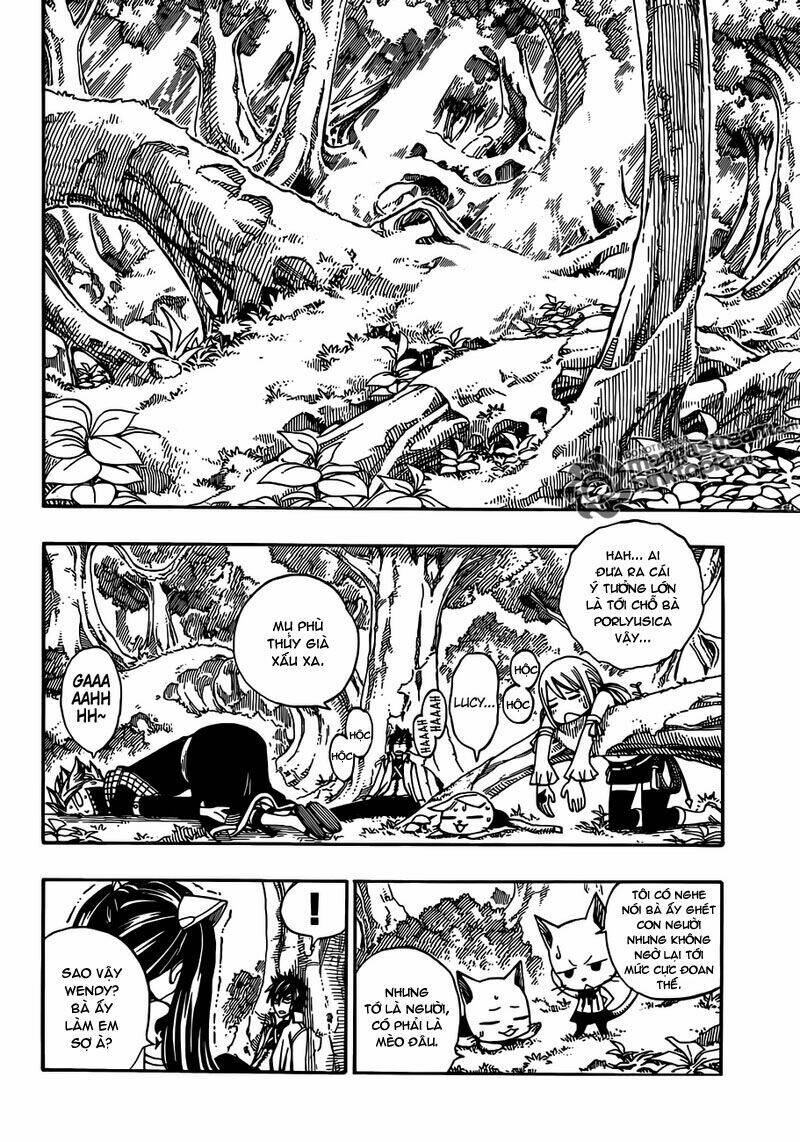 HAH... AI
ĐƯA RA CÁI
Ý TƯỞNG LỚN
LÀ TỚI CHỖ BÀ
PORLYUSICA
VẬY...
HỘC
HỘC
LUCY...
HAAAH
HAAAH
HỘC
HỘC
MỤ PHÙ
THỦY GIÀ
XẤU XA.
GAAA
AAHH
HH~
TÔI CÓ NGHE
NÓI BÀ ẤY GHÉT
CON NGƯỜI
NHƯNG KHÔNG
NGỜ LẠI TỚI
MỨC CỰC ĐOAN
THẾ.
NHƯNG
TỚ LÀ NGƯỜI,
CÓ PHẢI LÀ
MÈO ĐÂU.
!
SAO VẬY
WENDY?
BÀ ẤY
LÀM EM
SỢ À?